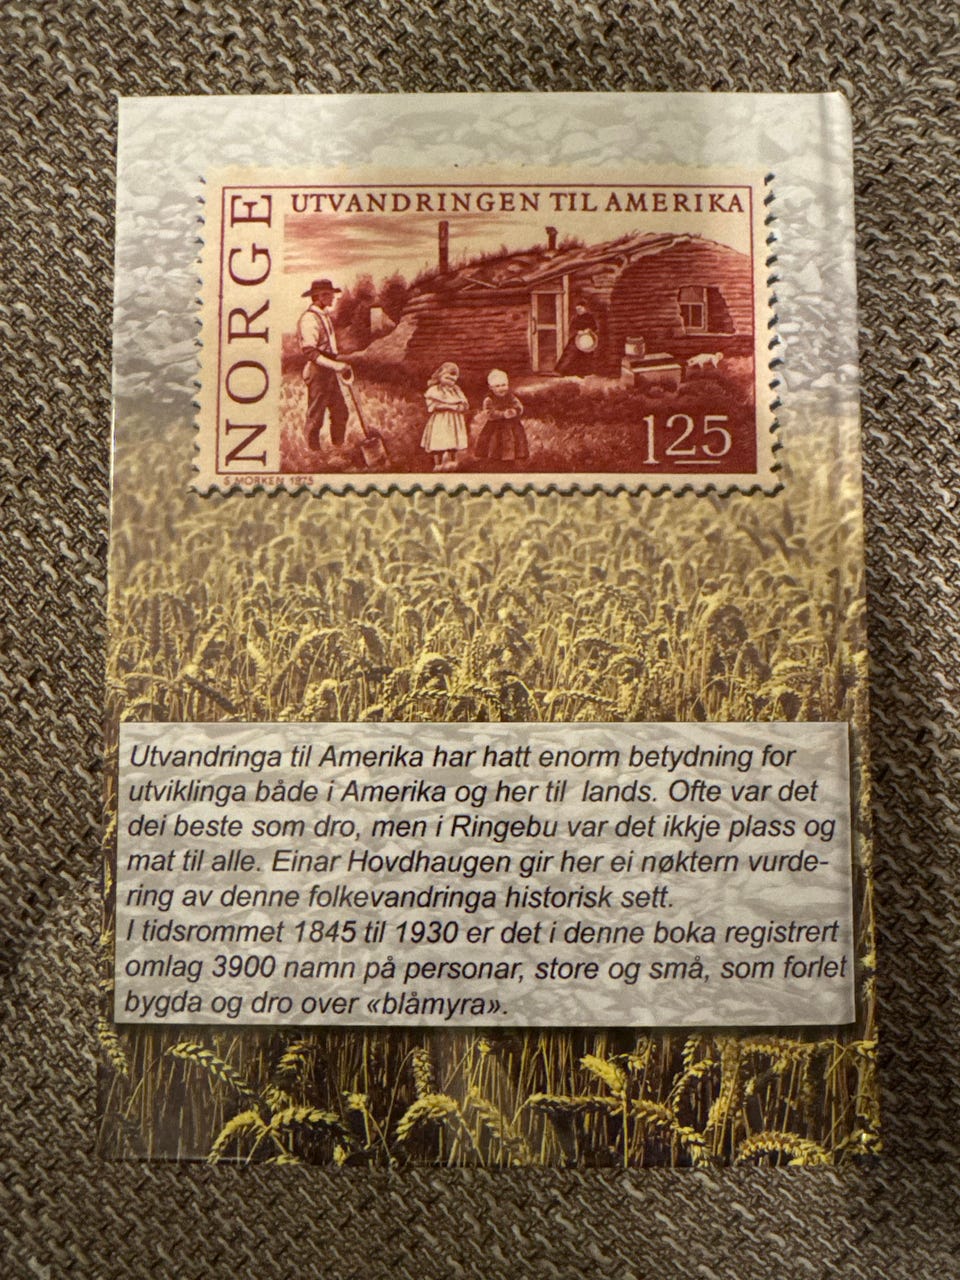 UTVANDRINGEN TIL AMERIKA
NORGE
125
S MORKEN 1975
Utvandringa til Amerika har hatt enorm betydning for
utviklinga både i Amerika og her til lands. Ofte var det
dei beste som dro, men i Ringebu var det ikkje plass og
mat til alle. Einar Hovdhaugen gir her ei nøktern vurde-
ring av denne folkevandringa historisk sett.
I tidsrommet 1845 til 1930 er det i denne boka registrert
omlag 3900 namn på personar, store og små, som forlet
bygda og dro over «blåmyra».